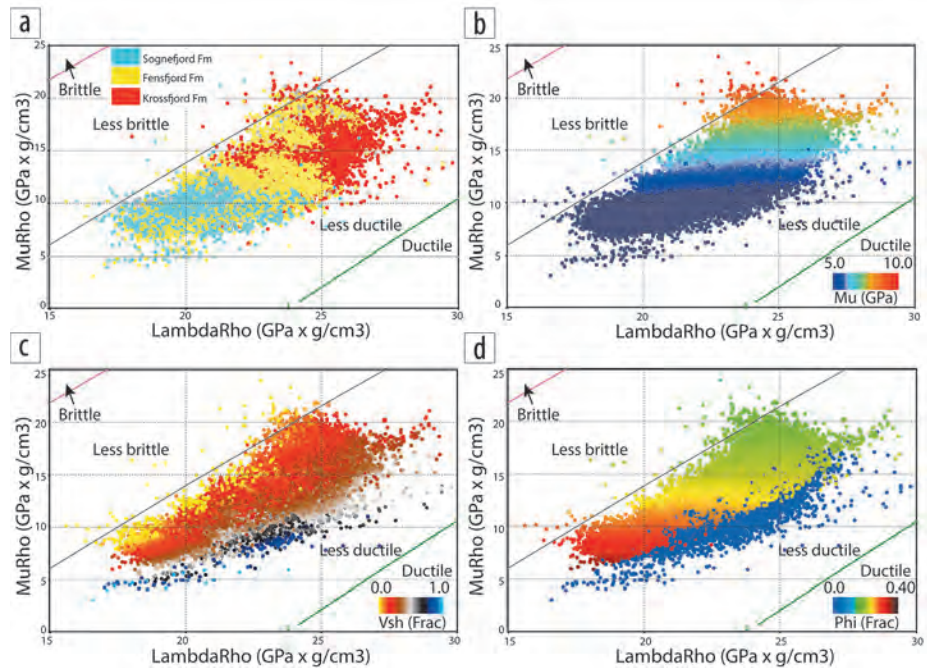 a
25
20
15
10
5
0
MuRho (GPa x g/cm3)
Brittle
Sognefjord Fm
Fensfjord Fm
Krossfjord Fm
Less brittle
Less ductile
Ductile
15 20 25 30
LambdaRho (GPa x g/cm3)
b
25
20
15
10
5
0
MuRho (GPa x g/cm3)
Brittle
Less brittle
Less ductile
Ductile
5.0 10.0
Mu (GPa)
15 20 25 30
LambdaRho (GPa x g/cm3)
c
25
20
15
10
5
0
MuRho (GPa x g/cm3)
Brittle
Less brittle
Less ductile
Ductile
0.0 1.0
Vsh (Frac)
15 20 25 30
LambdaRho (GPa x g/cm3)
d
25
20
15
10
5
0
MuRho (GPa x g/cm3)
Brittle
Less brittle
Less ductile
Ductile
0.0 0.40
Phi (Frac)
15 20 25 30
LambdaRho (GPa x g/cm3)